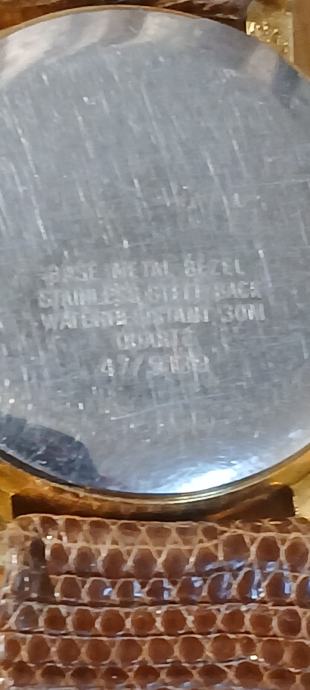 BASE METAL BEZEL
STAINLESS STEEL BACK
WATER RESISTANT 30M
QUARTZ